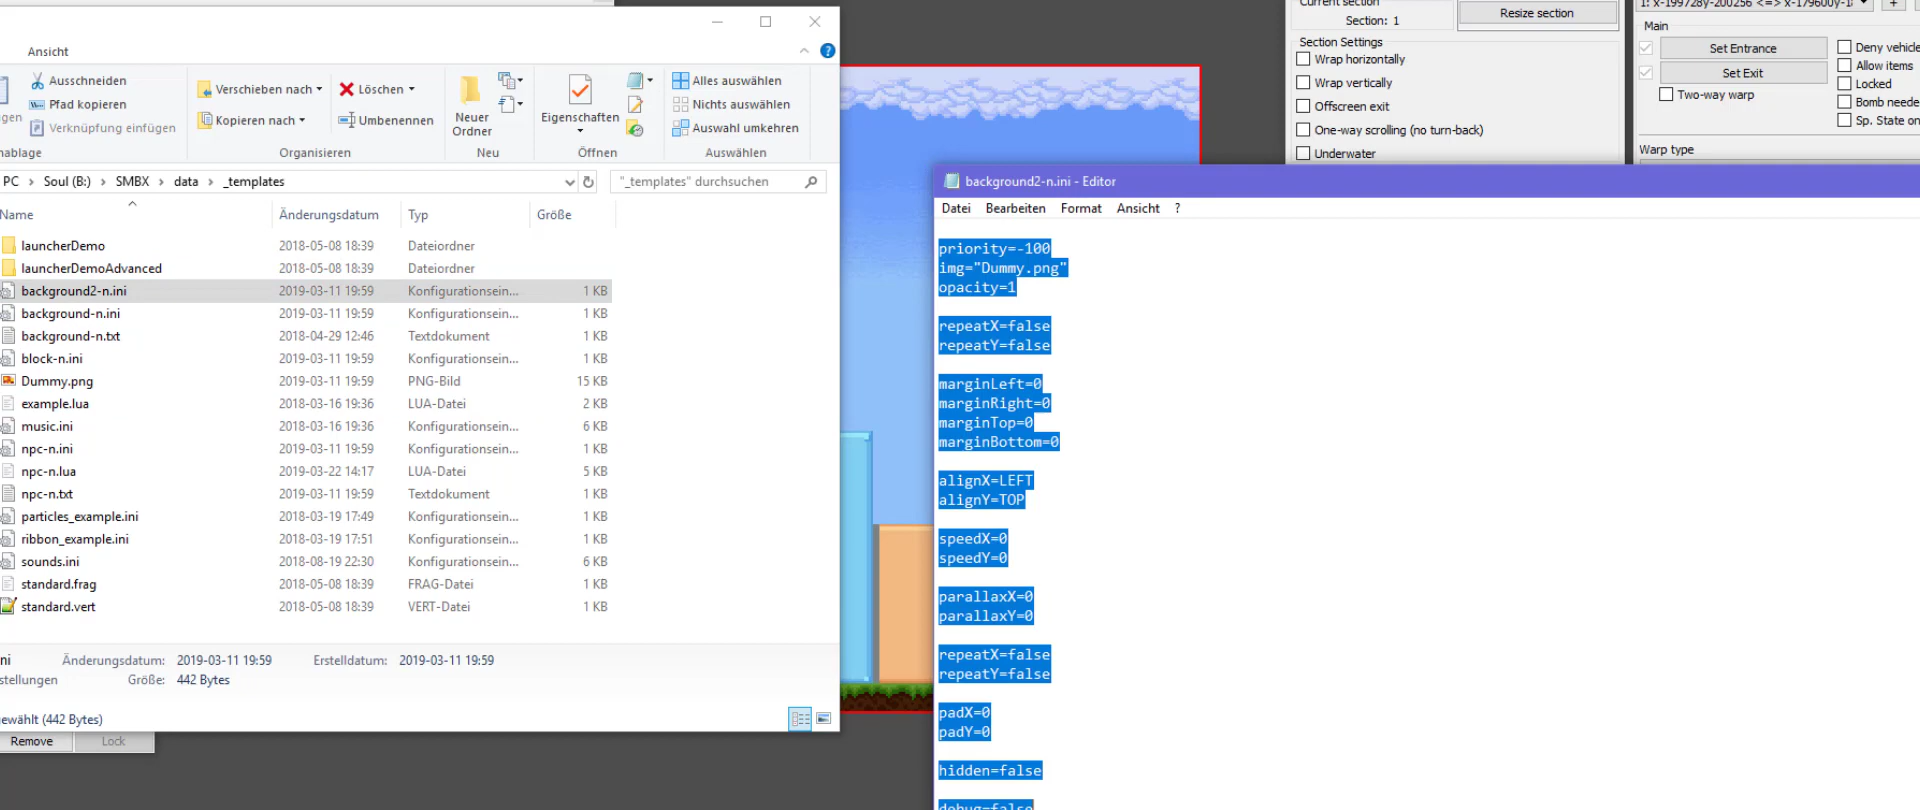 Ansicht
Ausschneiden
Pfad kopieren
Verknüpfung einfügen
Verschieben nach
Kopieren nach
Löschen
Umbenennen
Neuer
Ordner
Eigenschaften
Alles auswählen
Nichts auswählen
Auswahl umkehren
Organisieren
Neu
Öffnen
Auswählen
PC > Soul (B:) > SMBX > data > _templates
"_templates" durchsuchen
Name Änderungsdatum Typ Größe
launcherDemo 2018-05-08 18:39 Dateiordner
launcherDemoAdvanced 2018-05-08 18:39 Dateiordner
background2-n.ini 2019-03-11 19:59 Konfigurationsein... 1 KB
background-n.ini 2019-03-11 19:59 Konfigurationsein... 1 KB
background-n.txt 2018-04-29 12:46 Textdokument 1 KB
block-n.ini 2019-03-11 19:59 Konfigurationsein... 1 KB
Dummy.png 2019-03-11 19:59 PNG-Bild 15 KB
example.lua 2018-03-16 19:36 LUA-Datei 2 KB
music.ini 2018-03-16 19:36 Konfigurationsein... 6 KB
npc-n.ini 2019-03-11 19:59 Konfigurationsein... 1 KB
npc-n.lua 2019-03-22 14:17 LUA-Datei 5 KB
npc-n.txt 2019-03-11 19:59 Textdokument 1 KB
particles_example.ini 2018-03-19 17:49 Konfigurationsein... 1 KB
ribbon_example.ini 2018-03-19 17:51 Konfigurationsein... 1 KB
sounds.ini 2018-08-19 22:30 Konfigurationsein... 6 KB
standard.frag 2018-05-08 18:39 FRAG-Datei 1 KB
standard.vert 2018-05-08 18:39 VERT-Datei 1 KB
Änderungsdatum: 2019-03-11 19:59 Erstelldatum: 2019-03-11 19:59
Größe: 442 Bytes
ewählt (442 Bytes)
Remove Lock
Current section
Section: 1
Resize section
Section Settings
Wrap horizontally
Wrap vertically
Offscreen exit
One-way scrolling (no turn-back)
Underwater
Main
Set Entrance
Set Exit
Two-way warp
Deny vehicle
Allow items
Locked
Bomb neede
Sp. State on
Warp type
background2-n.ini - Editor
Datei Bearbeiten Format Ansicht ?
priority=-100
img="Dummy.png"
opacity=1
repeatX=false
repeatY=false
marginLeft=0
marginRight=0
marginTop=0
marginBottom=0
alignX=LEFT
alignY=TOP
speedX=0
speedY=0
parallaxX=0
parallaxY=0
repeatX=false
repeatY=false
padX=0
padY=0
hidden=false
debug=false